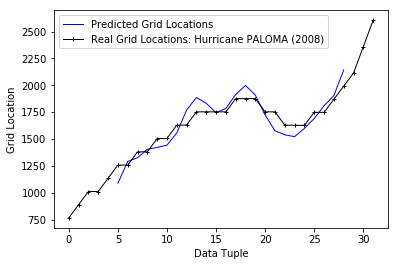 Predicted Grid Locations
Real Grid Locations: Hurricane PALOMA (2008)
2500
2250
2000
1750
1500
1250
1000
750
Grid Location
0 5 10 15 20 25 30
Data Tuple